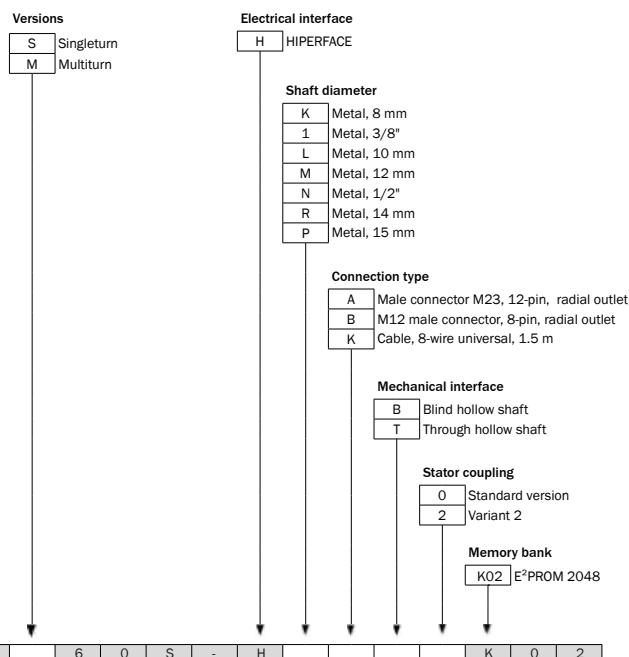 Versions
S Singleturn
M Multiturn
Electrical interface
H HIPERFACE
Shaft diameter
K Metal, 8 mm
1 Metal, 3/8"
L Metal, 10 mm
M Metal, 12 mm
N Metal, 1/2"
R Metal, 14 mm
P Metal, 15 mm
Connection type
A Male connector M23, 12-pin, radial outlet
B M12 male connector, 8-pin, radial outlet
K Cable, 8-wire universal, 1.5 m
Mechanical interface
B Blind hollow shaft
T Through hollow shaft
Stator coupling
0 Standard version
2 Variant 2
Memory bank
K02 E²PROM 2048
6 0 S - H K 0 2